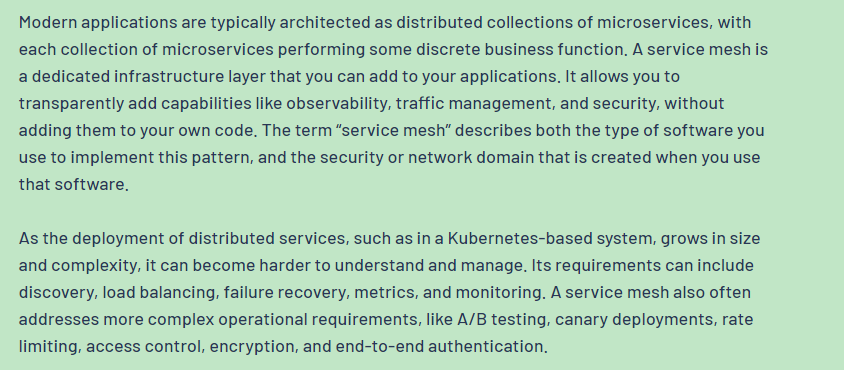 Modern applications are typically architected as distributed collections of microservices, with
each collection of microservices performing some discrete business function. A service mesh is
a dedicated infrastructure layer that you can add to your applications. It allows you to
transparently add capabilities like observability, traffic management, and security, without
adding them to your own code. The term “service mesh” describes both the type of software you
use to implement this pattern, and the security or network domain that is created when you use
that software.
As the deployment of distributed services, such as in a Kubernetes-based system, grows in size
and complexity, it can become harder to understand and manage. Its requirements can include
discovery, load balancing, failure recovery, metrics, and monitoring. A service mesh also often
addresses more complex operational requirements, like A/B testing, canary deployments, rate
limiting, access control, encryption, and end-to-end authentication.